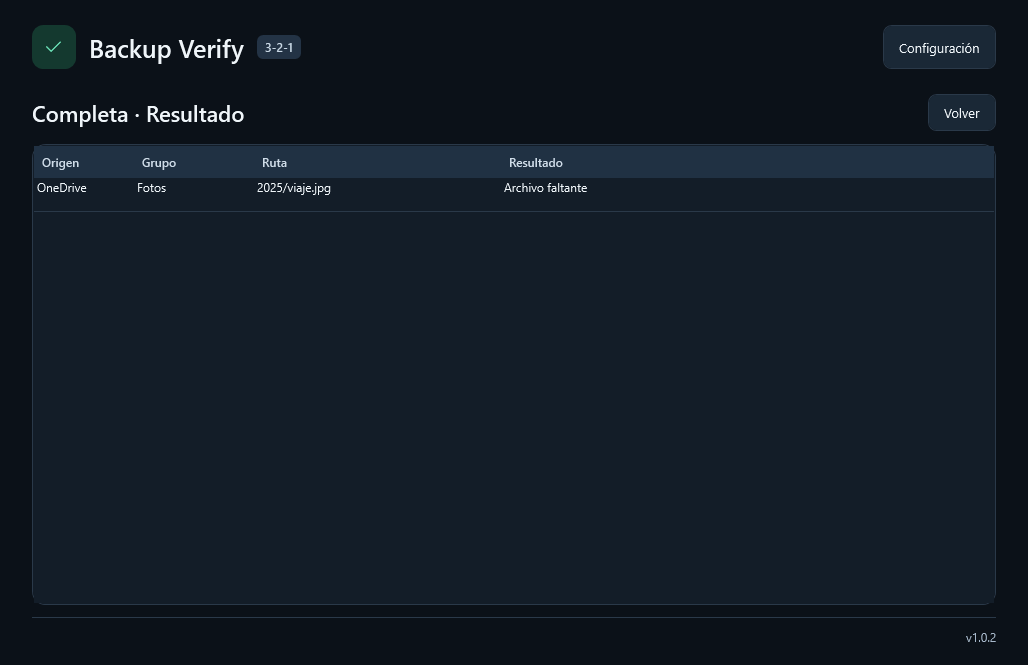 Backup Verify 3-2-1 Configuración
Completa · Resultado Volver
Origen Grupo Ruta Resultado
OneDrive Fotos 2025/viaje.jpg Archivo faltante
v1.0.2